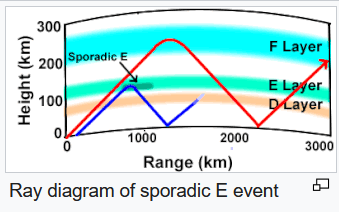 300
200
100
0
Height (km)
Sporadic E
F Layer
E Layer
D Layer
0
1000
2000
3000
Range (km)
Ray diagram of sporadic E event